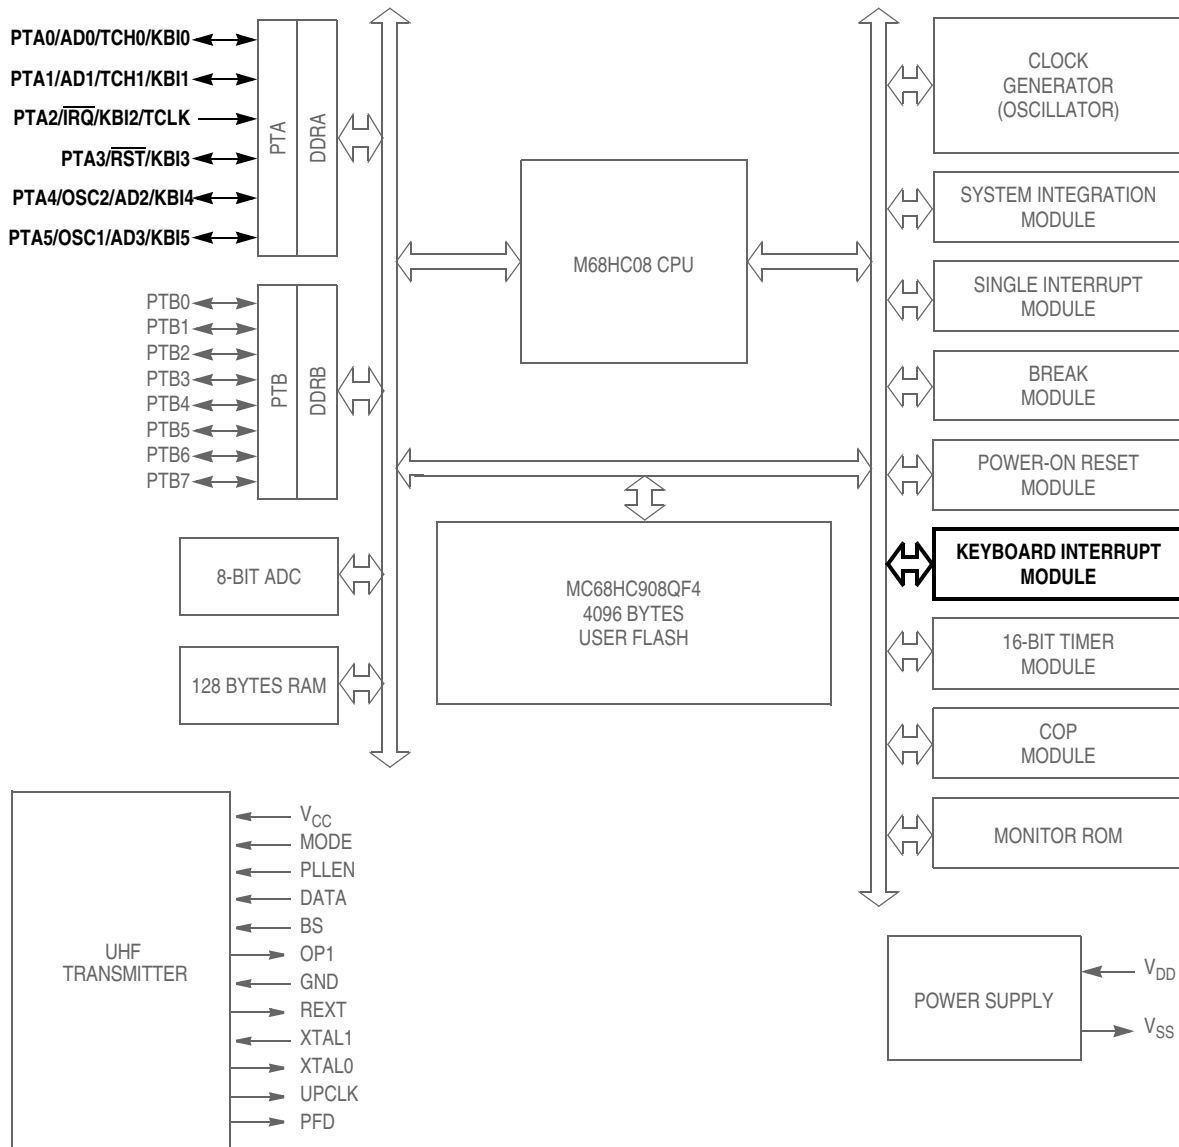 PTA0/AD0/TCH0/KBI0
PTA1/AD1/TCH1/KBI1
PTA2/IRQ/KBI2/TCLK
PTA3/RST/KBI3
PTA4/OSC2/AD2/KBI4
PTA5/OSC1/AD3/KBI5
PTA
DDRA
PTB0
PTB1
PTB2
PTB3
PTB4
PTB5
PTB6
PTB7
PTB
DDRB
8-BIT ADC
128 BYTES RAM
M68HC08 CPU
MC68HC908QF4
4096 BYTES
USER FLASH
CLOCK
GENERATOR
(OSCILLATOR)
SYSTEM INTEGRATION
MODULE
SINGLE INTERRUPT
MODULE
BREAK
MODULE
POWER-ON RESET
MODULE
KEYBOARD INTERRUPT
MODULE
16-BIT TIMER
MODULE
COP
MODULE
MONITOR ROM
UHF
TRANSMITTER
VCC
MODE
PLLEN
DATA
BS
OP1
GND
REXT
XTAL1
XTAL0
UPCLK
PFD
POWER SUPPLY
VDD
VSS